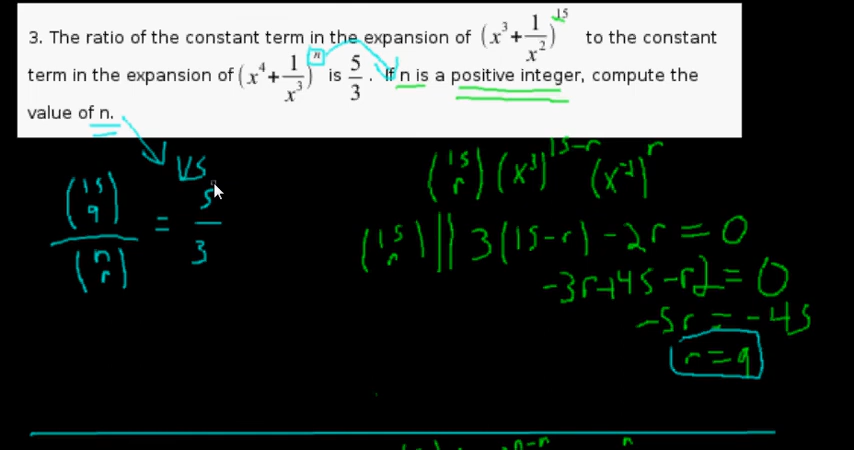 3. The ratio of the constant term in the expansion of (x³ + 1/x²)^15 to the constant
term in the expansion of (x⁴ + 1/x³)^n is 5/3. If n is a positive integer, compute the
value of n.
VS
(15 9) / (n r) = 5/3
(15 r) (x³)^15-r (x⁻²)^r
(15 r) || 3(15-r) - 2r = 0
-3r+45 -r2 = 0
-5r = -45
r = 9
n-r n